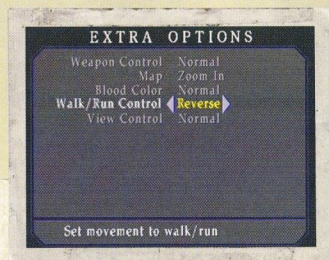 EXTRA OPTIONS
Weapon Control Normal
Map Zoom In
Blood Color Normal
Walk/Run Control Reverse
View Control Normal
Set movement to walk/run